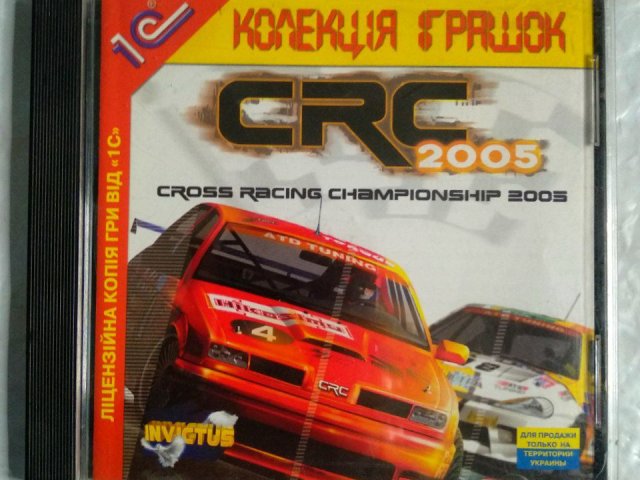 1С®
КОЛЕКЦІЯ ІГРАШОК
ЛІЦЕНЗІЙНА КОПІЯ ГРИ ВІД «1С»
CRC
2005
CROSS RACING CHAMPIONSHIP 2005
ATD TUNING
4
CRC
8
INVICTUS
ДЛЯ ПРОДАЖИ
ТОЛЬКО НА
ТЕРРИТОРИИ
УКРАИНЫ